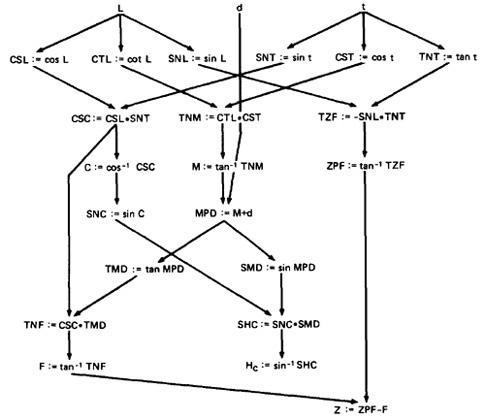 L d t
CSL := cos L CTL := cot L SNL := sin L SNT := sin t CST := cos t TNT := tan t
CSC := CSL*SNT TNM := CTL*CST TZF := -SNL*TNT
C := cos⁻¹ CSC M := tan⁻¹ TNM ZPF := tan⁻¹ TZF
SNC := sin C MPD := M+d
TMD := tan MPD SMD := sin MPD
TNF := CSC*TMD SHC := SNC*SMD
F := tan⁻¹ TNF Hc := sin⁻¹ SHC
Z := ZPF-F